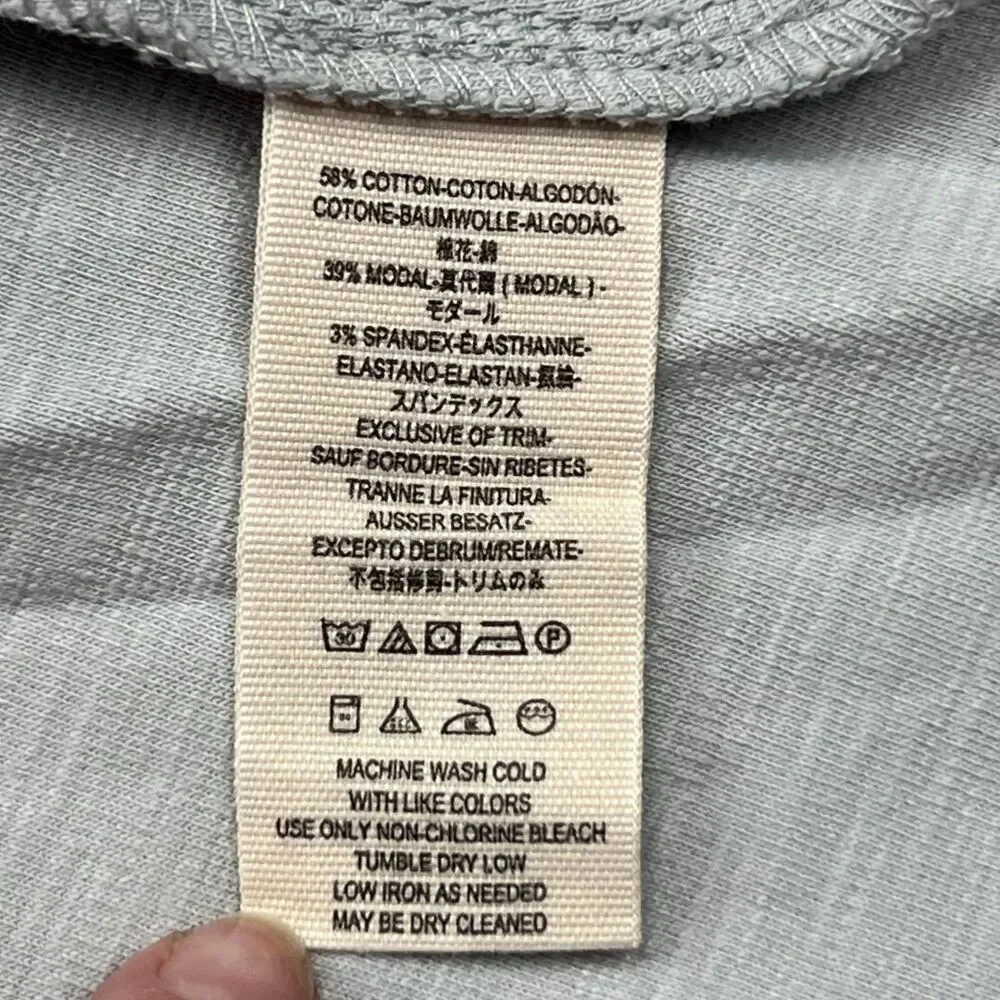 58% COTTON-COTON-ALGODÓN-
COTONE-BAUMWOLLE-ALGODÃO-
棉花-綿
39% MODAL-莫代爾 ( MODAL ) -
モダール
3% SPANDEX-ÉLASTHANNE-
ELASTANO-ELASTAN-
スパンデックス
EXCLUSIVE OF TRIM-
SAUF BORDURE-SIN RIBETES-
TRANNE LA FINITURA-
AUSSER BESATZ-
EXCEPTO DEBRUM/REMATE-
不包括修剪-トリムのみ
30 P
MACHINE WASH COLD
WITH LIKE COLORS
USE ONLY NON-CHLORINE BLEACH
TUMBLE DRY LOW
LOW IRON AS NEEDED
MAY BE DRY CLEANED